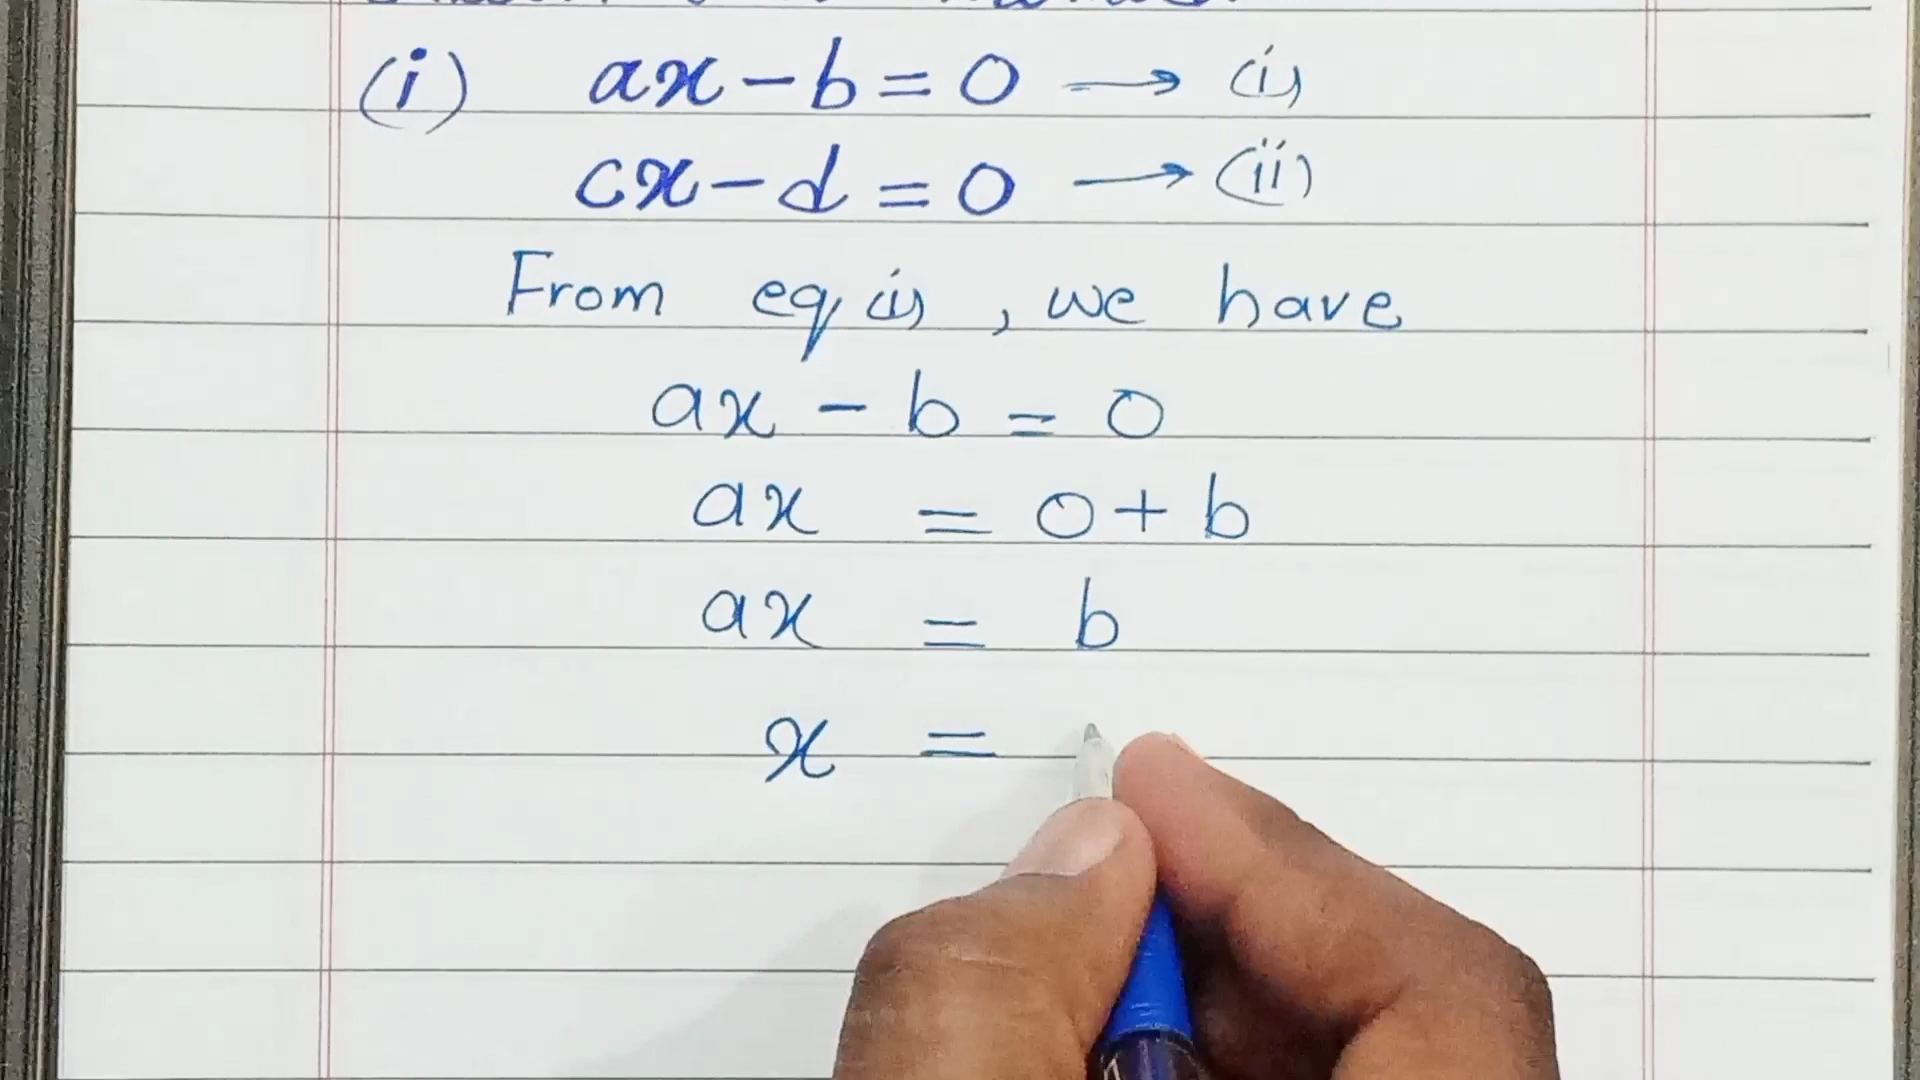 (i) ax - b = 0 → (i)
cx - d = 0 → (ii)
From eq (i), we have
ax - b = 0
ax = 0 + b
ax = b
x =